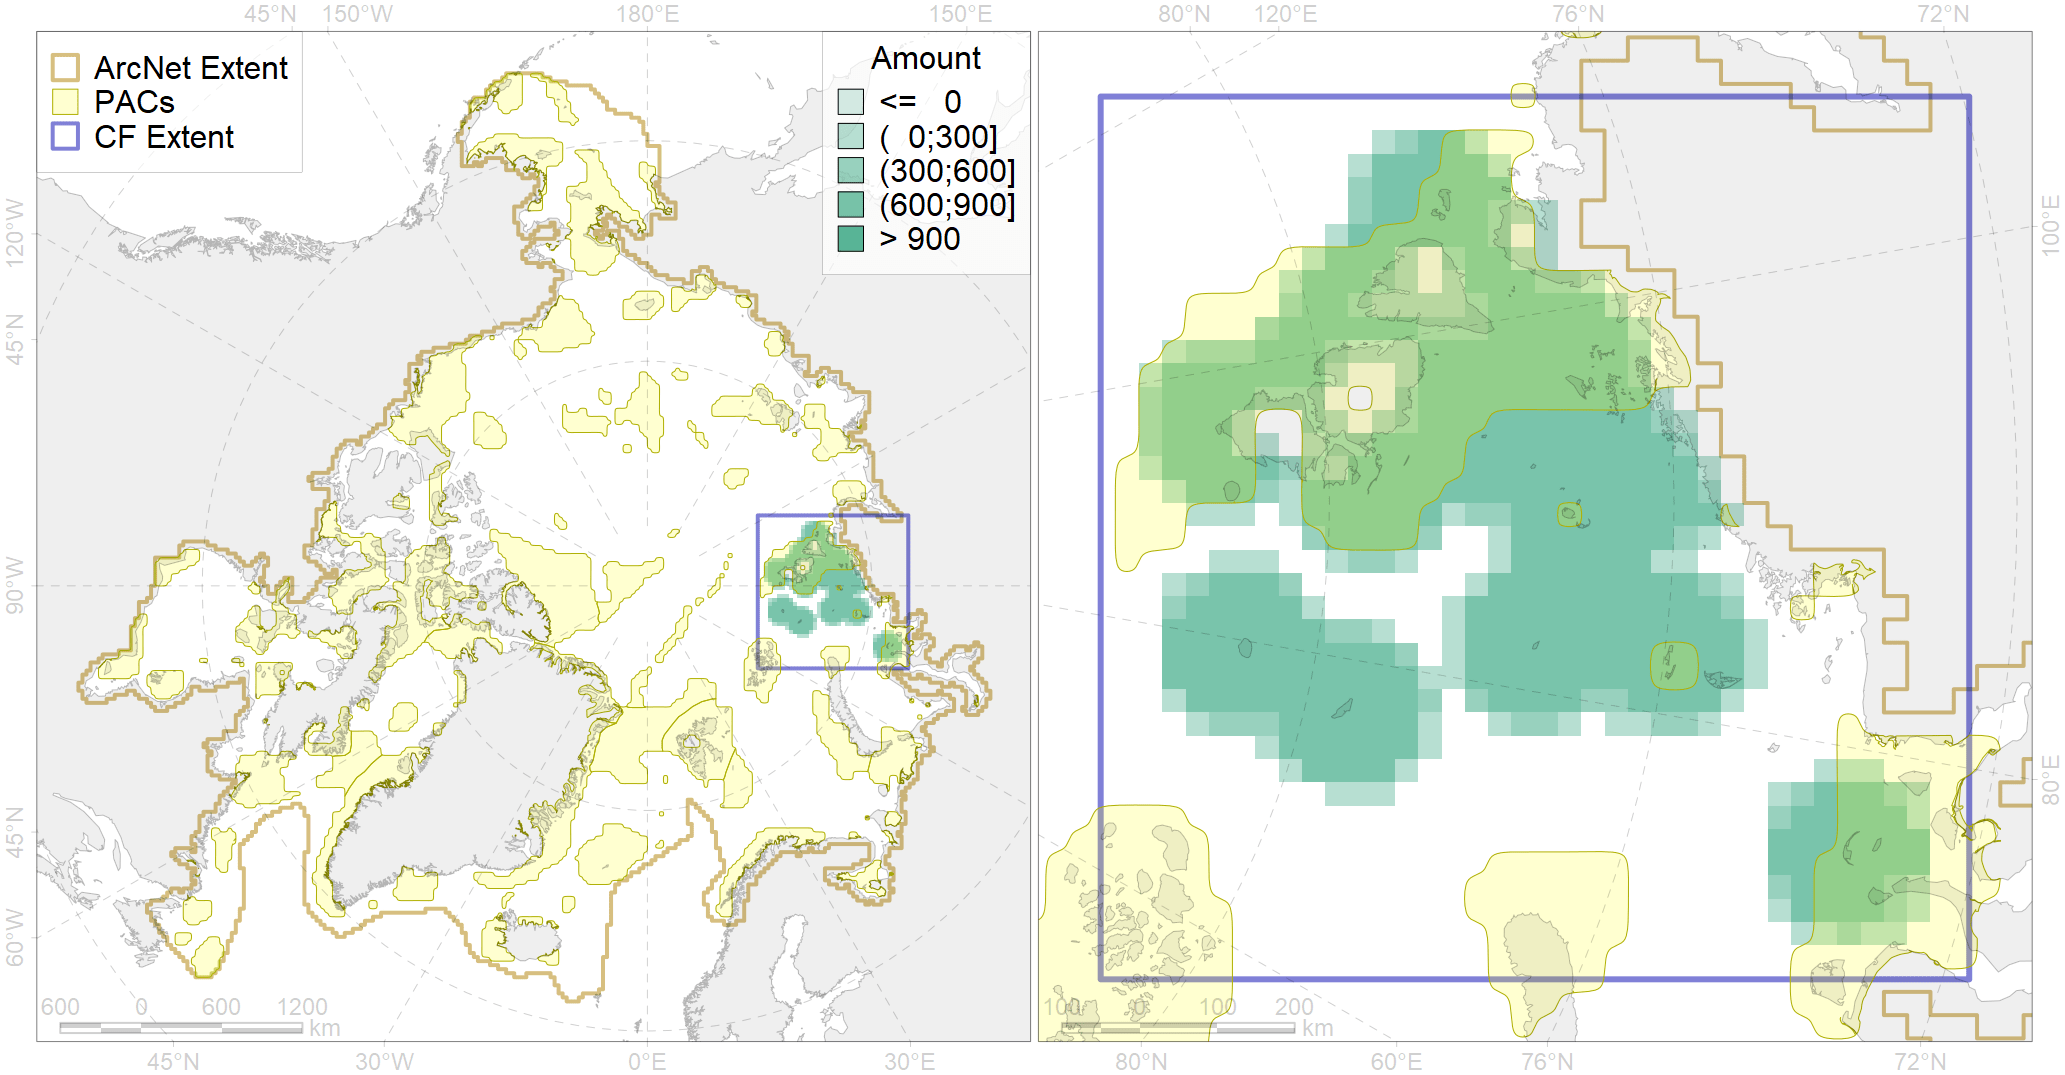 45°N 150°W 180°E 150°E 80°N 120°E 76°N 72°N
ArcNet Extent
PACs
CF Extent
Amount
<= 0
( 0;300]
(300;600]
(600;900]
> 900
120°W
45°N
90°W
45°N
60°W
100°E
80°E
600 0 600 1200
km
100 0 100 200
km
45°N 30°W 0°E 30°E 80°N 60°E 76°N 72°N